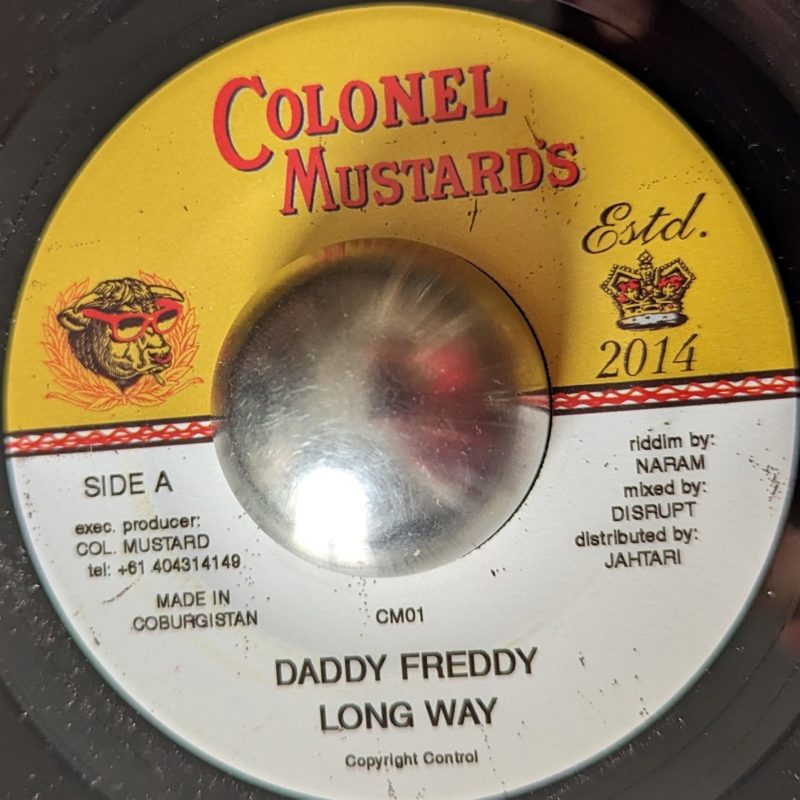 COLONEL
MUSTARD'S
Estd.
2014
SIDE A
exec. producer:
COL. MUSTARD
tel: +61 404314149
MADE IN
COBURGISTAN
riddim by:
NARAM
mixed by:
DISRUPT
distributed by:
JAHTARI
CM01
DADDY FREDDY
LONG WAY
Copyright Control